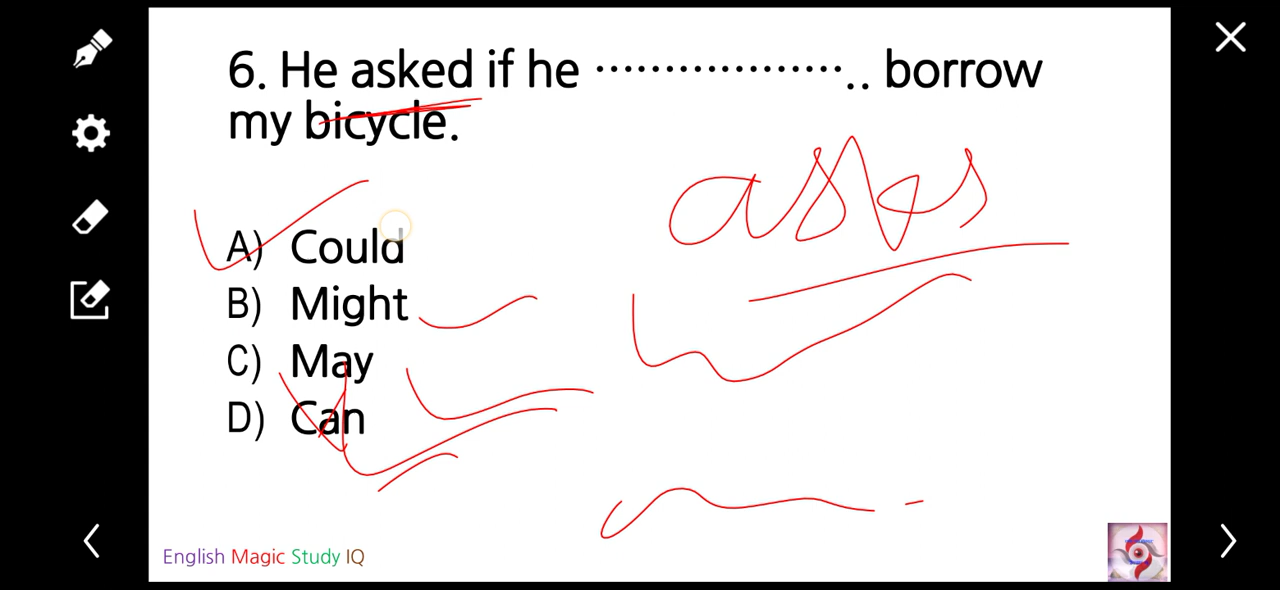 6. He asked if he .................... borrow
my bicycle.
asks
A) Could
B) Might
C) May
D) Can
English Magic Study IQ